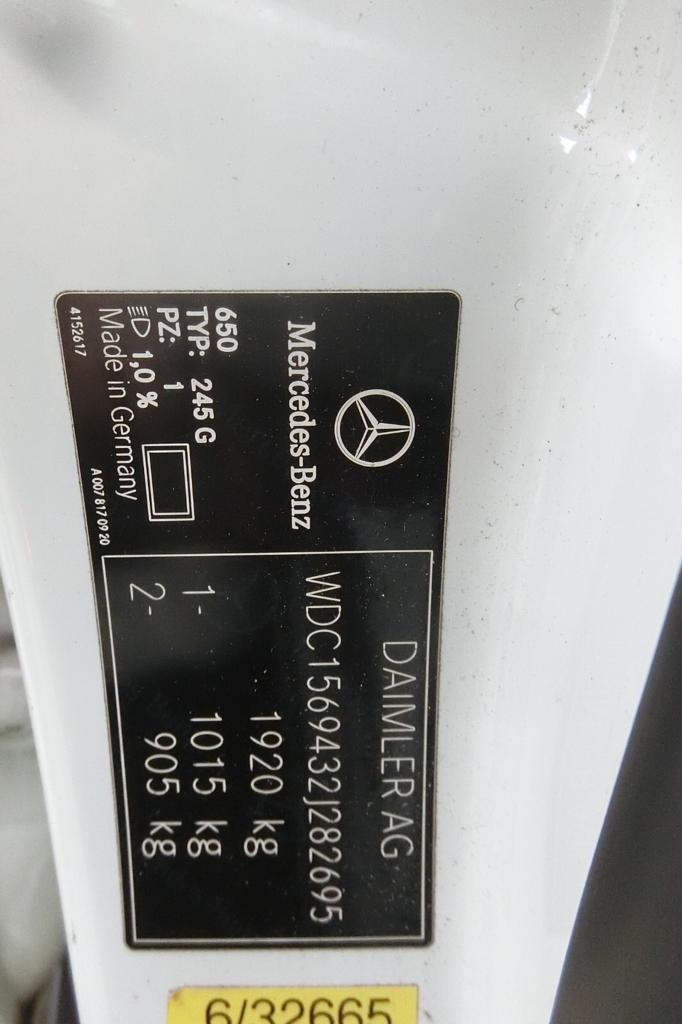 Mercedes-Benz
650
TYP: 245 G
PZ: 1
1,0 %
Made in Germany
4152617
A 007 817 09 20
DAIMLER AG
WDC1569432J282695
1920 kg
1- 1015 kg
2- 905 kg
6/32665